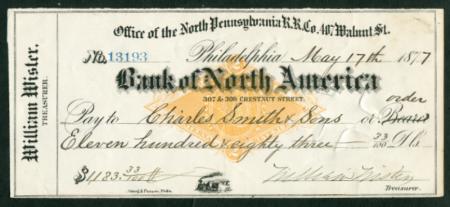 Office of the North Pennsylvania R.R. Co. 407 Walnut St.
No. 13193 Philadelphia May 17th 1877
Bank of North America
307 & 309 CHESTNUT STREET.
order
Pay to Charles Smith & Sons or Bearer
Eleven hundred & eighty three 33/100 Dlls
$1183.33/100
William Wister
Treasurer.
William Wister,
TREASURER.